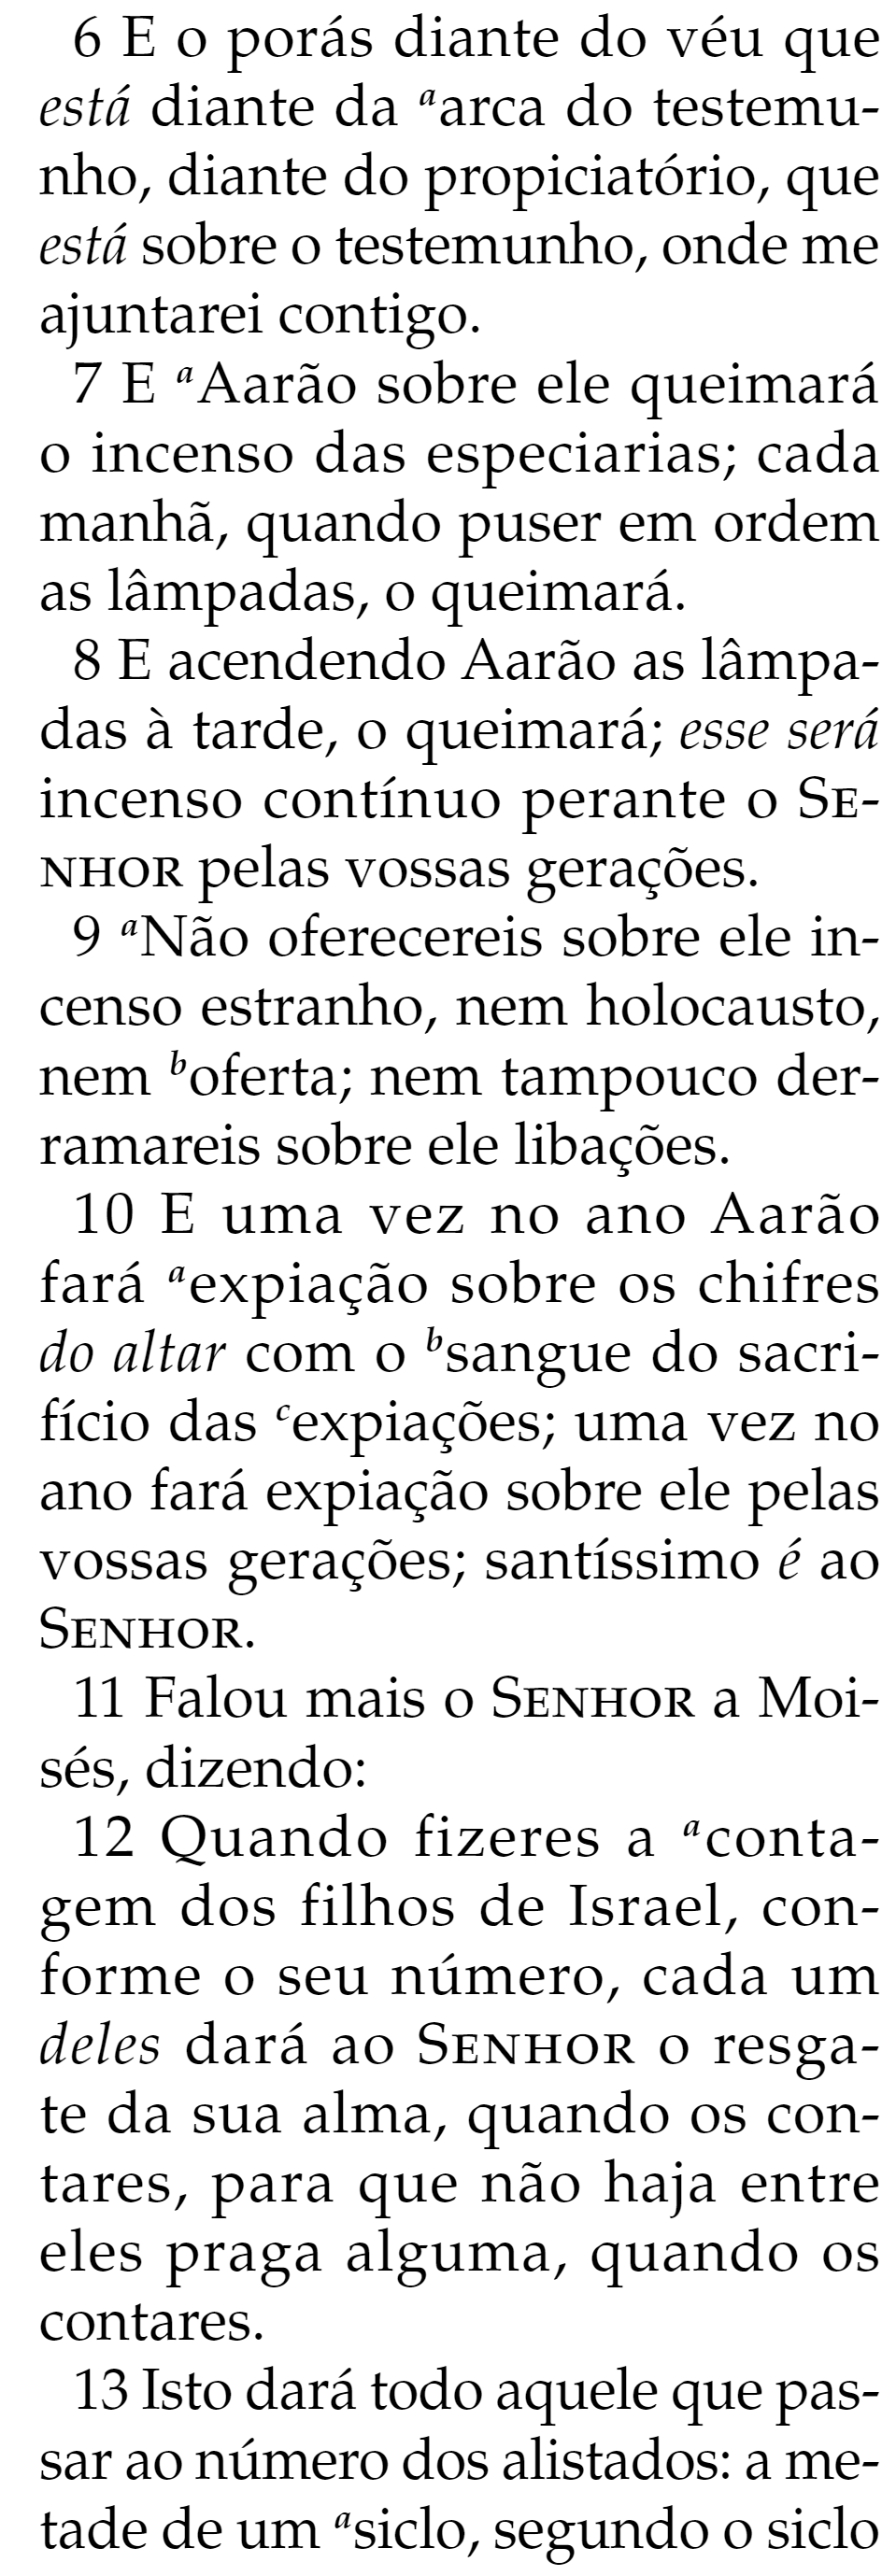 6 E o porás diante do véu que
está diante da ᵃarca do testemu-
nho, diante do propiciatório, que
está sobre o testemunho, onde me
ajuntarei contigo.
7 E ᵃAarão sobre ele queimará
o incenso das especiarias; cada
manhã, quando puser em ordem
as lâmpadas, o queimará.
8 E acendendo Aarão as lâmpa-
das à tarde, o queimará; esse será
incenso contínuo perante o SE-
NHOR pelas vossas gerações.
9 ᵃNão oferecereis sobre ele in-
censo estranho, nem holocausto,
nem ᵇoferta; nem tampouco der-
ramareis sobre ele libações.
10 E uma vez no ano Aarão
fará ᵃexpiação sobre os chifres
do altar com o ᵇsangue do sacri-
fício das ᶜexpiações; uma vez no
ano fará expiação sobre ele pelas
vossas gerações; santíssimo é ao
SENHOR.
11 Falou mais o SENHOR a Moi-
sés, dizendo:
12 Quando fizeres a ᵃconta-
gem dos filhos de Israel, con-
forme o seu número, cada um
deles dará ao SENHOR o resga-
te da sua alma, quando os con-
tares, para que não haja entre
eles praga alguma, quando os
contares.
13 Isto dará todo aquele que pas-
sar ao número dos alistados: a me-
tade de um ᵃsiclo, segundo o siclo